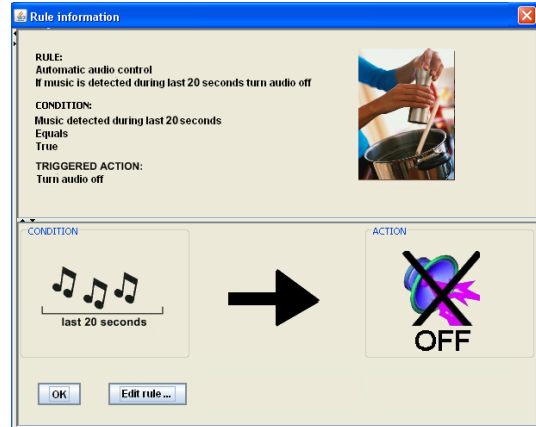 Rule information
RULE:
Automatic audio control
If music is detected during last 20 seconds turn audio off
CONDITION:
Music detected during last 20 seconds
Equals
True
TRIGGERED ACTION:
Turn audio off
CONDITION
ACTION
last 20 seconds
OFF
OK
Edit rule ...